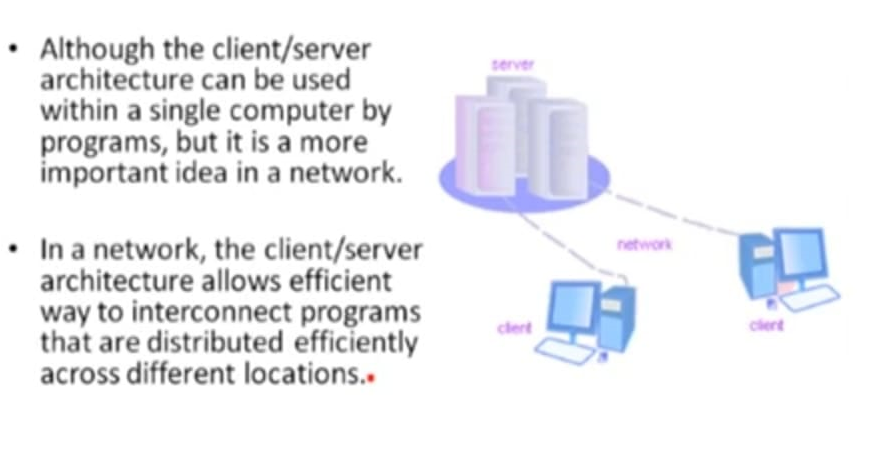 • Although the client/server
architecture can be used
within a single computer by
programs, but it is a more
important idea in a network.
• In a network, the client/server
architecture allows efficient
way to interconnect programs
that are distributed efficiently
across different locations..
server
network
client
client